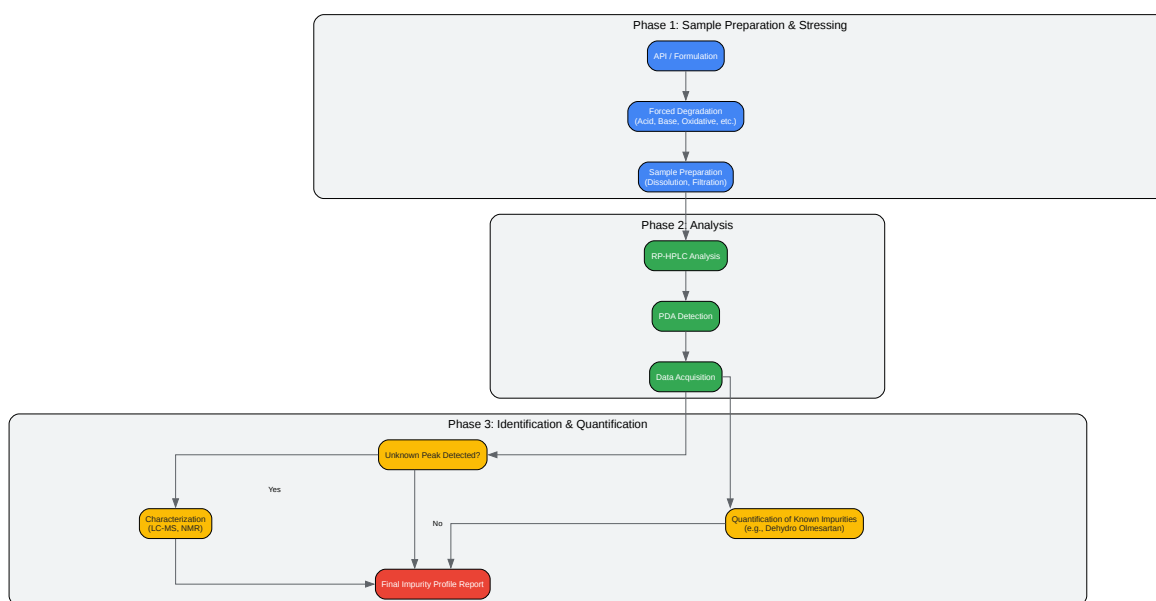 Phase 1: Sample Preparation & Stressing
API / Formulation
Forced Degradation
(Acid, Base, Oxidative, etc.)
Sample Preparation
(Dissolution, Filtration)
Phase 2: Analysis
RP-HPLC Analysis
PDA Detection
Data Acquisition
Phase 3: Identification & Quantification
Unknown Peak Detected?
Yes
Characterization
(LC-MS, NMR)
No
Quantification of Known Impurities
(e.g., Dehydro Olmesartan)
Final Impurity Profile Report